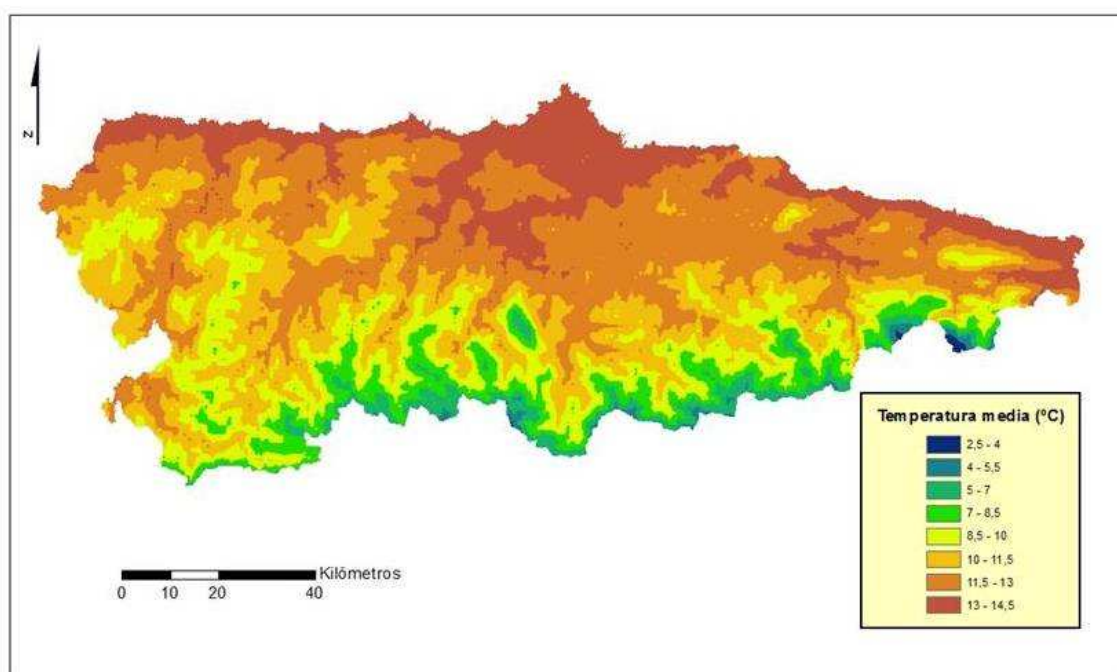 N
Kilómetros
0 10 20 40
Temperatura media (ºC)
2,5 - 4
4 - 5,5
5 - 7
7 - 8,5
8,5 - 10
10 - 11,5
11,5 - 13
13 - 14,5